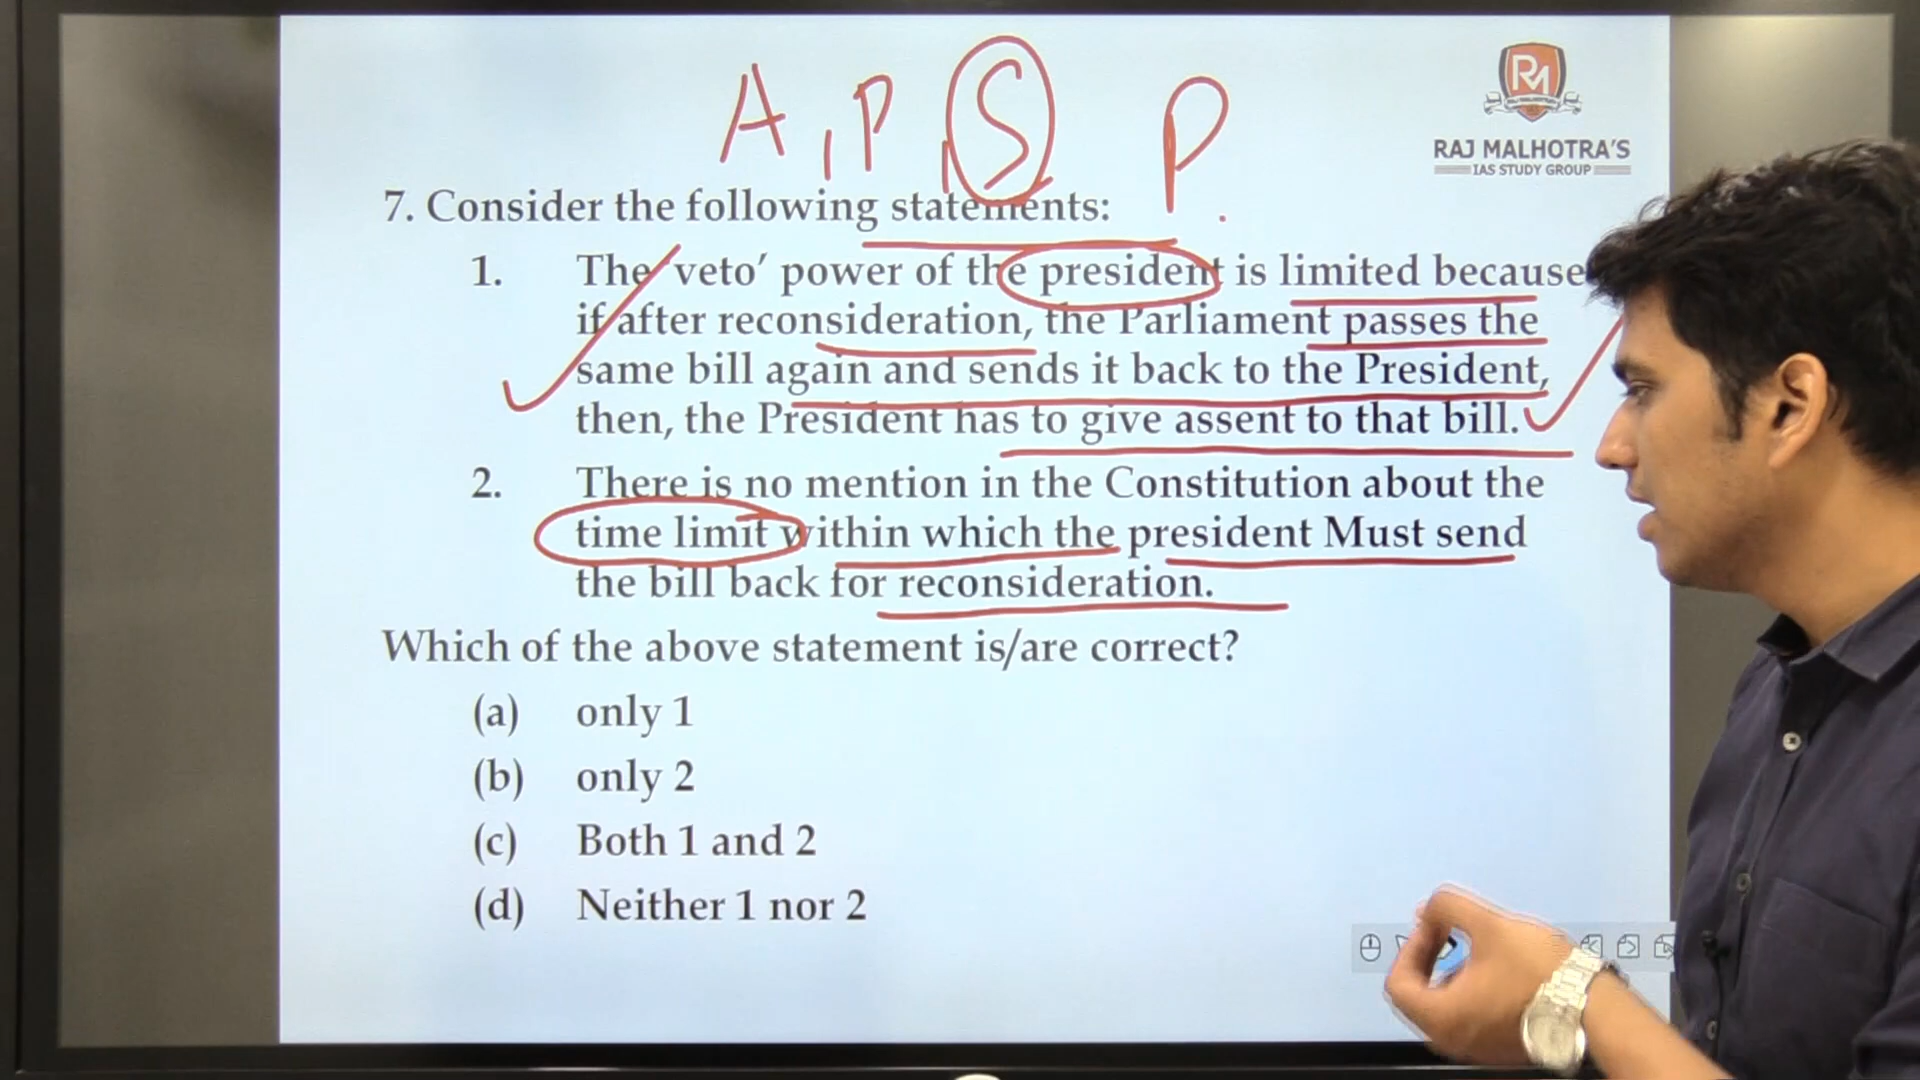 A, P, S P.
RM
RAJ MALHOTRA'S
IAS STUDY GROUP
7. Consider the following statements:
1. The 'veto' power of the president is limited because
if after reconsideration, the Parliament passes the
same bill again and sends it back to the President,
then, the President has to give assent to that bill.
2. There is no mention in the Constitution about the
time limit within which the president Must send
the bill back for reconsideration.
Which of the above statement is/are correct?
(a) only 1
(b) only 2
(c) Both 1 and 2
(d) Neither 1 nor 2